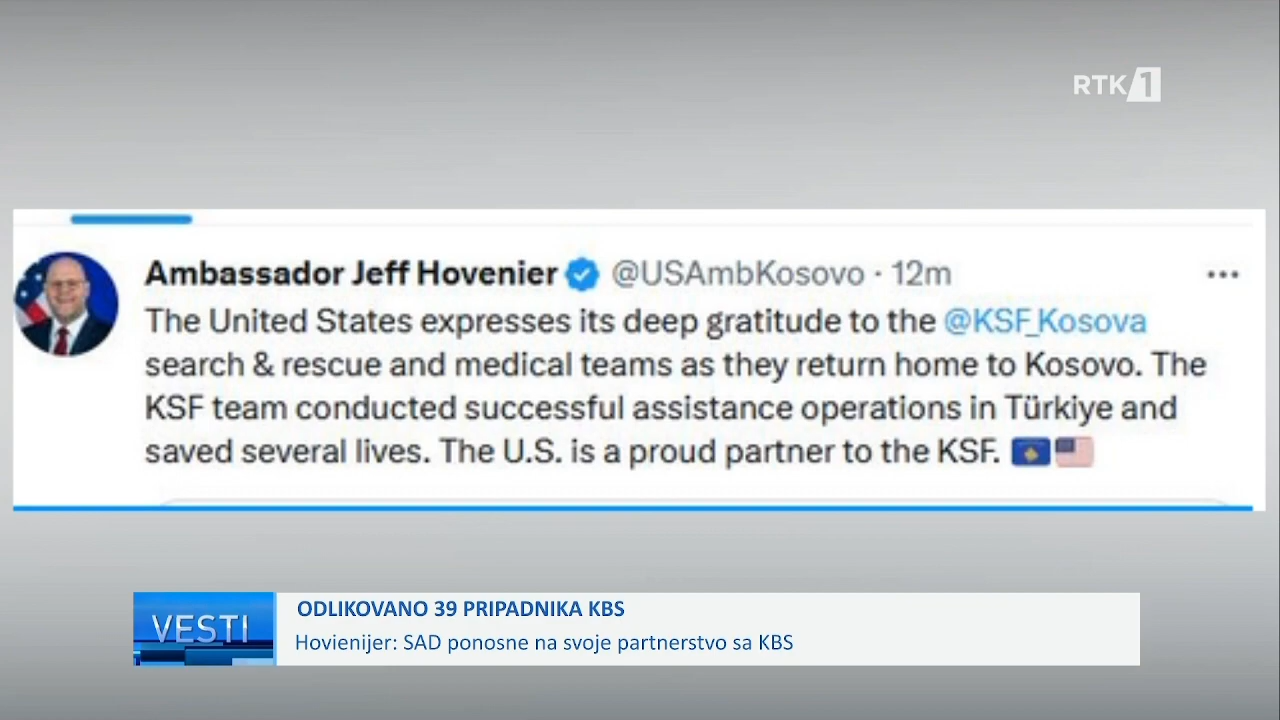 RTK1
Ambassador Jeff Hovenier @USAmbKosovo · 12m
The United States expresses its deep gratitude to the @KSF_Kosova
search & rescue and medical teams as they return home to Kosovo. The
KSF team conducted successful assistance operations in Türkiye and
saved several lives. The U.S. is a proud partner to the KSF. 🇽🇰🇺🇸
VESTI
ODLIKOVANO 39 PRIPADNIKA KBS
Hovienijer: SAD ponosne na svoje partnerstvo sa KBS